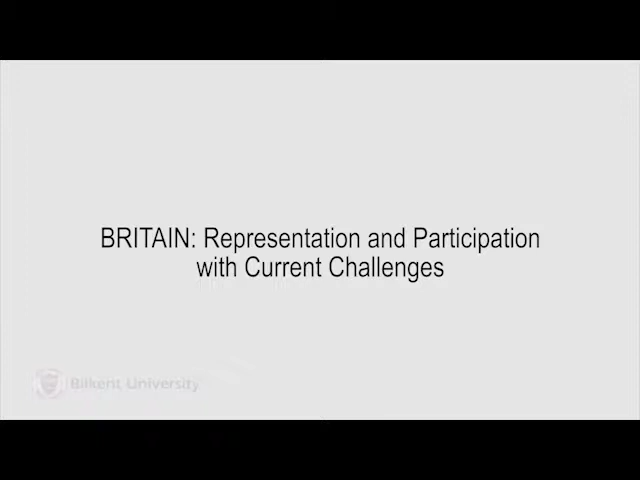 BRITAIN: Representation and Participation
with Current Challenges
Bilkent University